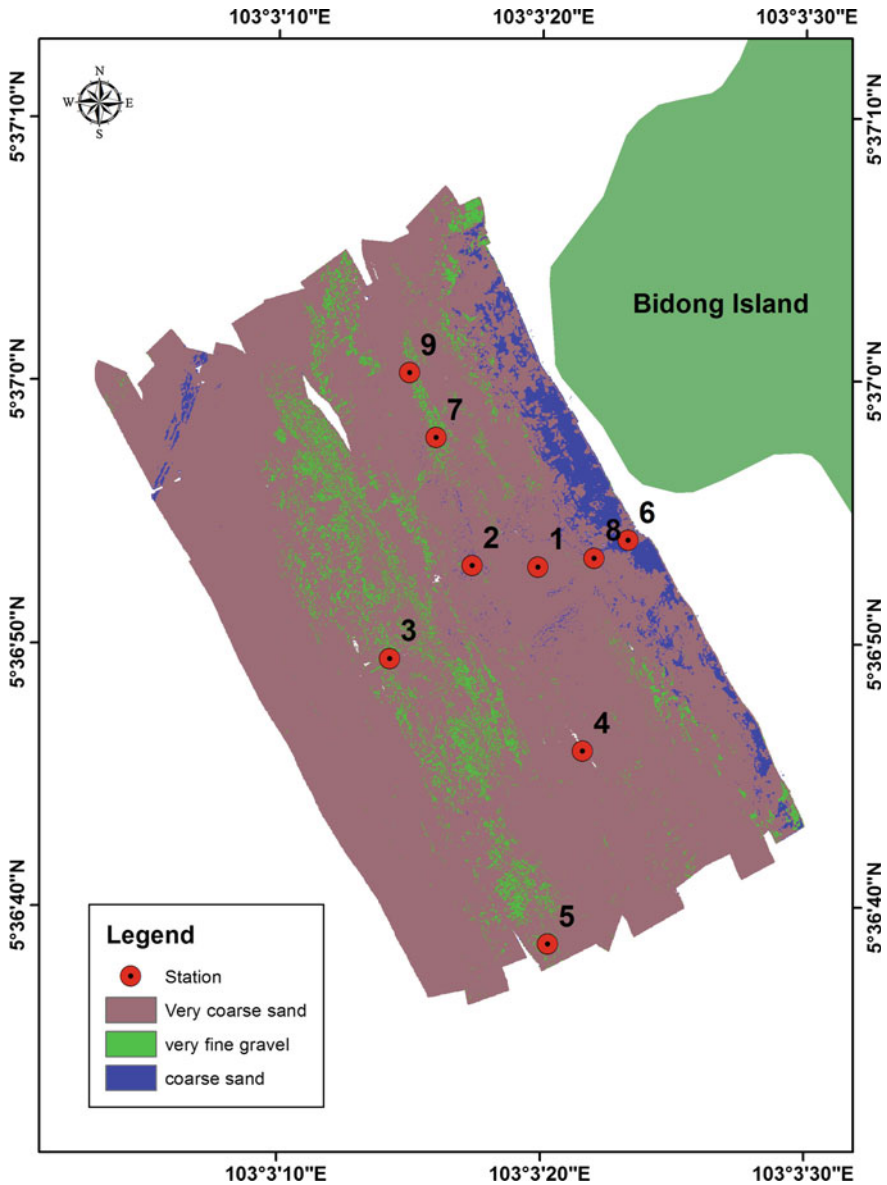 103°3'10"E 103°3'20"E 103°3'30"E
N
W E
S
5°37'10"N 5°37'10"N
Bidong Island
9
5°37'0"N 5°37'0"N
7
6
8
2 1
5°36'50"N 5°36'50"N
3
4
5°36'40"N 5°36'40"N
5
Legend
Station
Very coarse sand
very fine gravel
coarse sand
103°3'10"E 103°3'20"E 103°3'30"E